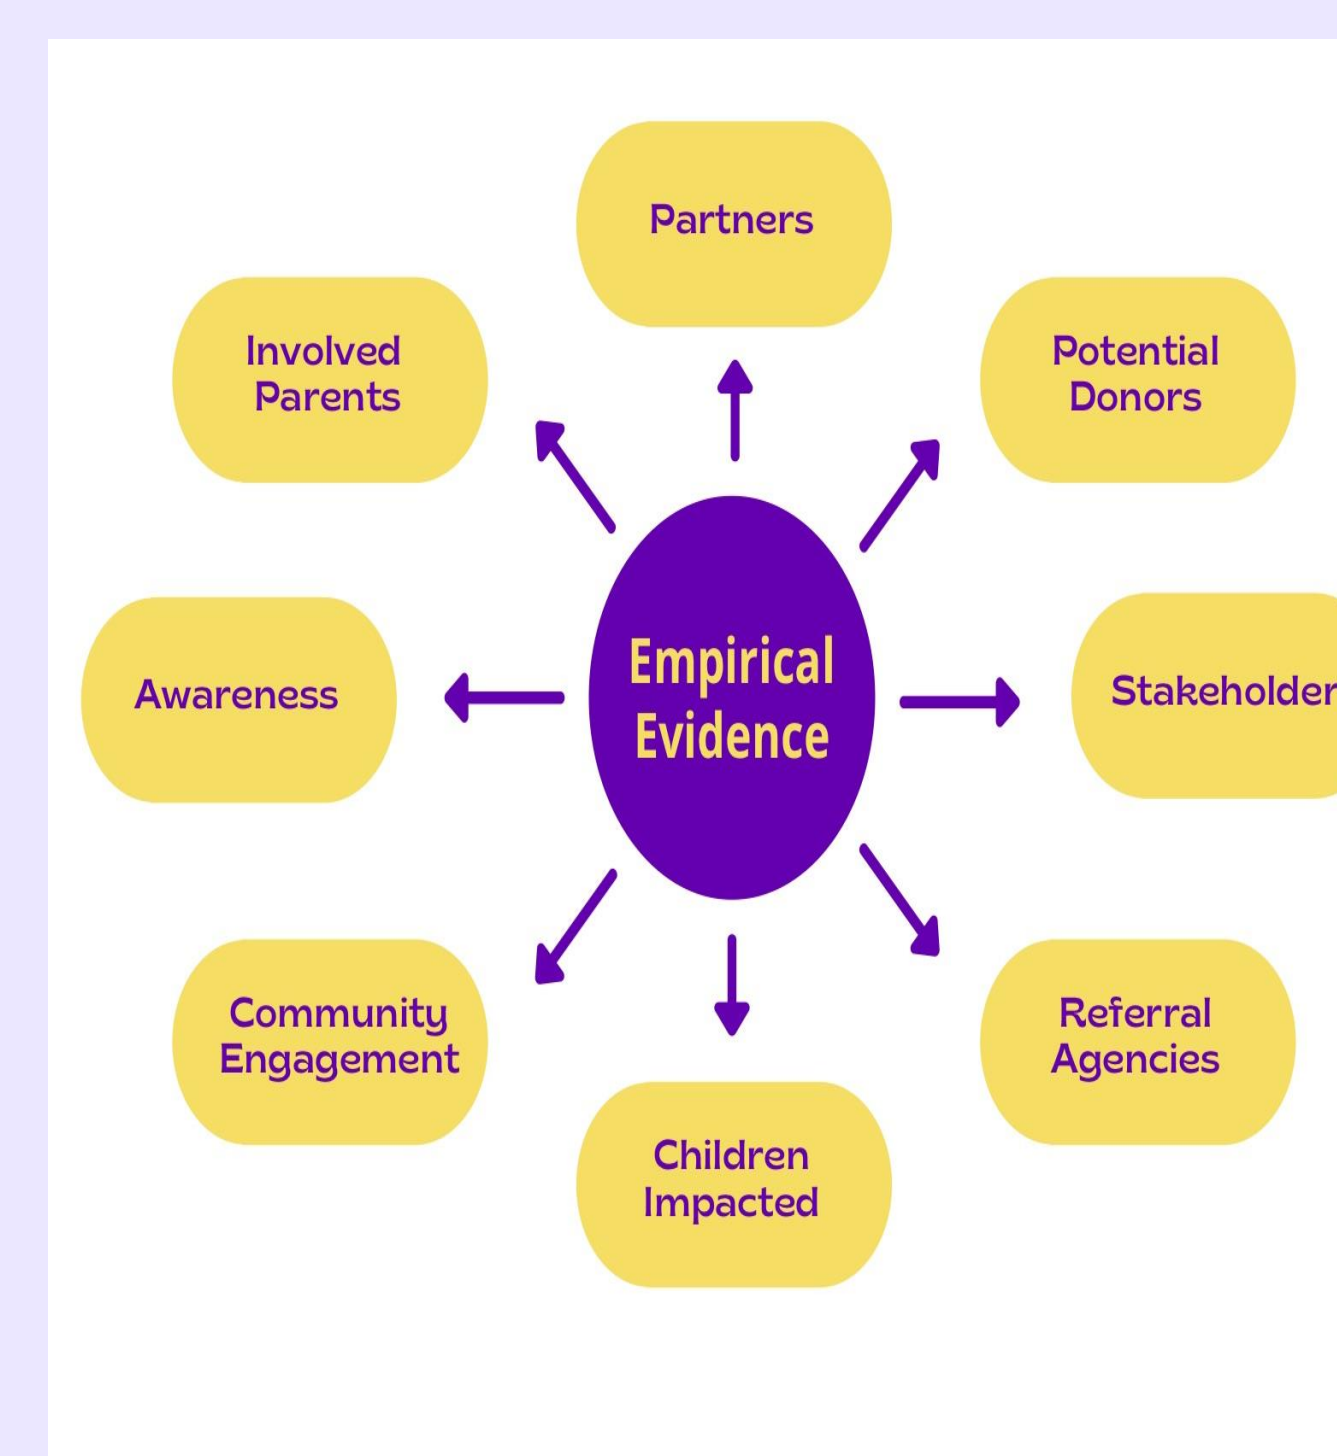 Partners
Involved
Parents
Potential
Donors
Empirical
Evidence
Awareness
Stakeholder
Community
Engagement
Referral
Agencies
Children
Impacted